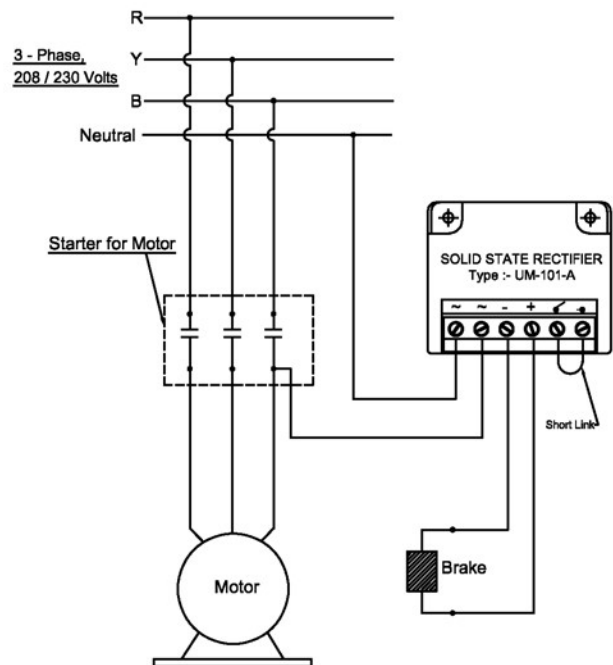 R
3 - Phase,
208 / 230 Volts
Y
B
Neutral
Starter for Motor
SOLID STATE RECTIFIER
Type :- UM-101-A
~ ~ - +
Short Link
Brake
Motor